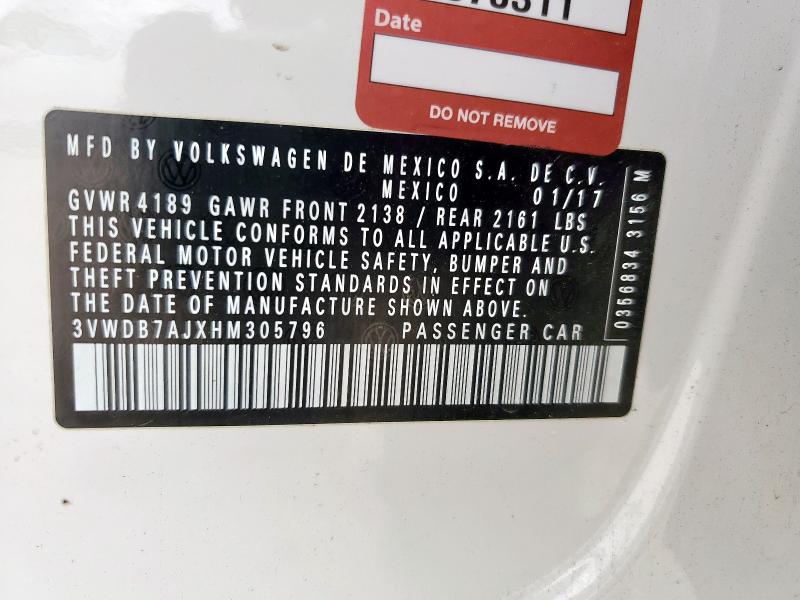 Date
DO NOT REMOVE
MFD BY VOLKSWAGEN DE MEXICO S.A. DE C.V.
MEXICO 01/17
GVWR 4189 GAWR FRONT 2138 / REAR 2161 LBS
THIS VEHICLE CONFORMS TO ALL APPLICABLE U.S.
FEDERAL MOTOR VEHICLE SAFETY, BUMPER AND
THEFT PREVENTION STANDARDS IN EFFECT ON
THE DATE OF MANUFACTURE SHOWN ABOVE.
3VWDB7AJXHM305796 PASSENGER CAR
0356834 3156 M